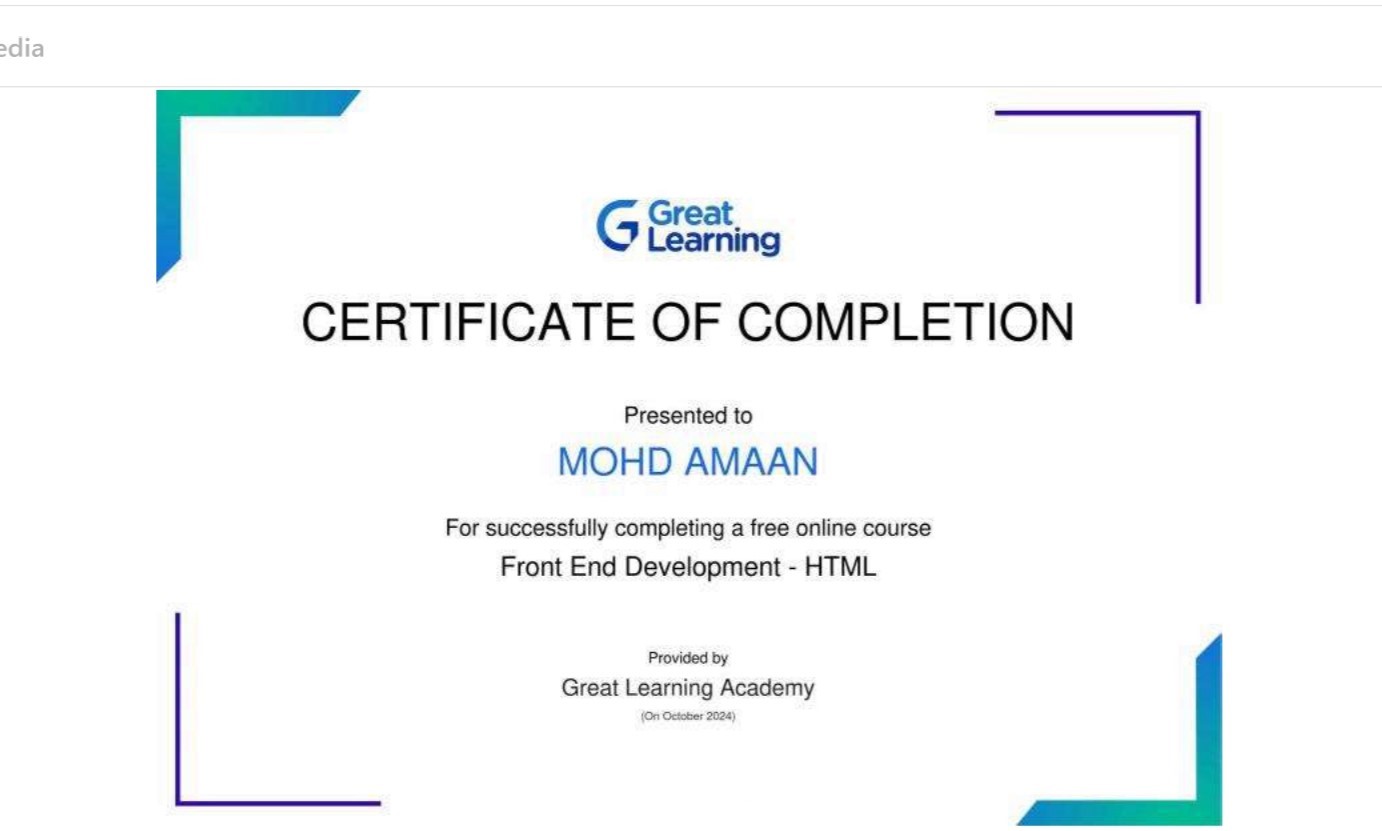 edia
Great
Learning
CERTIFICATE OF COMPLETION
Presented to
MOHD AMAAN
For successfully completing a free online course
Front End Development - HTML
Provided by
Great Learning Academy
(On October 2024)